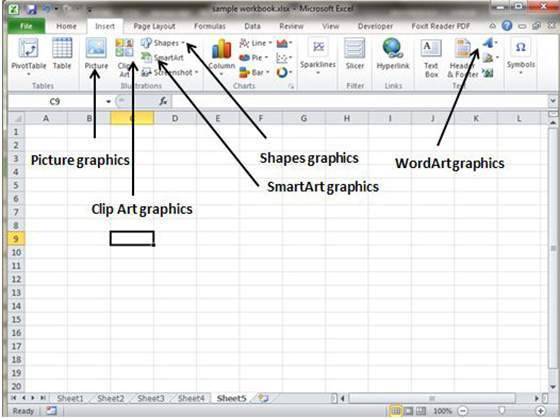 sample workbook.xlsx - Microsoft Excel
File Home Insert Page Layout Formulas Data Review View Developer Foxit Reader PDF
PivotTable Table Picture Clip Art Shapes SmartArt Screenshot Column Line Pie Bar Sparklines Slicer Hyperlink Text Box Header & Footer Symbols
Tables Illustrations Charts Filter Links Text
C9 fx
A B C D E F G H I J K L
1
2
3
Picture graphics Shapes graphics WordArt graphics
4
5
SmartArt graphics
6
7
Clip Art graphics
8
9
10
11
12
13
14
15
16
17
18
19
20
Sheet1 Sheet2 Sheet3 Sheet4 Sheet5
Ready 100%